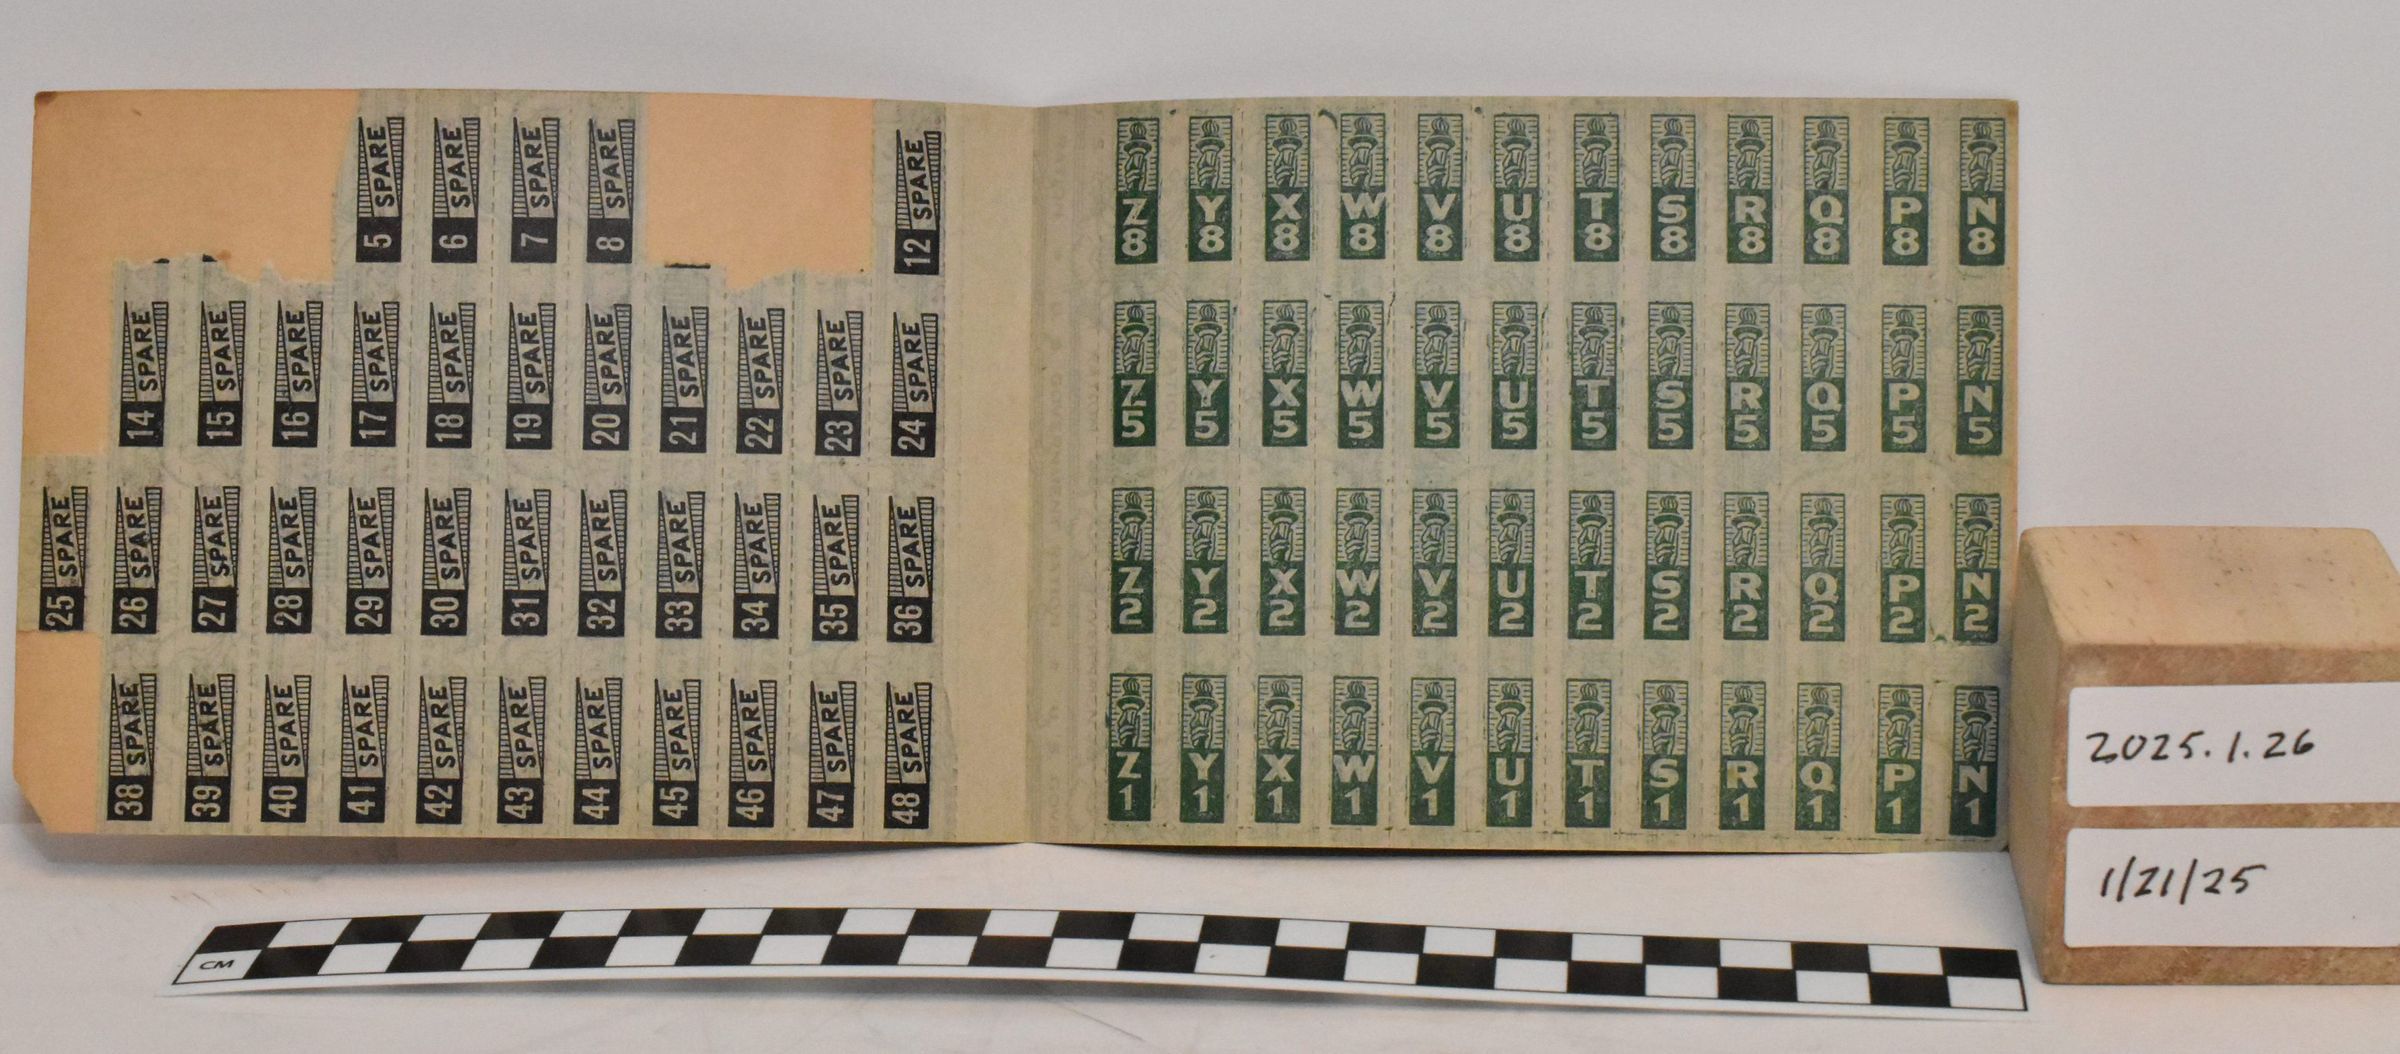 5 SPARE 6 SPARE 7 SPARE 8 SPARE 12 SPARE
14 SPARE 15 SPARE 16 SPARE 17 SPARE 18 SPARE 19 SPARE 20 SPARE 21 SPARE 22 SPARE 23 SPARE 24 SPARE
25 SPARE 26 SPARE 27 SPARE 28 SPARE 29 SPARE 30 SPARE 31 SPARE 32 SPARE 33 SPARE 34 SPARE 35 SPARE 36 SPARE
38 SPARE 39 SPARE 40 SPARE 41 SPARE 42 SPARE 43 SPARE 44 SPARE 45 SPARE 46 SPARE 47 SPARE 48 SPARE
Z8 Y8 X8 W8 V8 U8 T8 S8 R8 Q8 P8 N8
Z5 Y5 X5 W5 V5 U5 T5 S5 R5 Q5 P5 N5
Z2 Y2 X2 W2 V2 U2 T2 S2 R2 Q2 P2 N2
Z1 Y1 X1 W1 V1 U1 T1 S1 R1 Q1 P1 N1
2025.1.26
1/21/25
CM